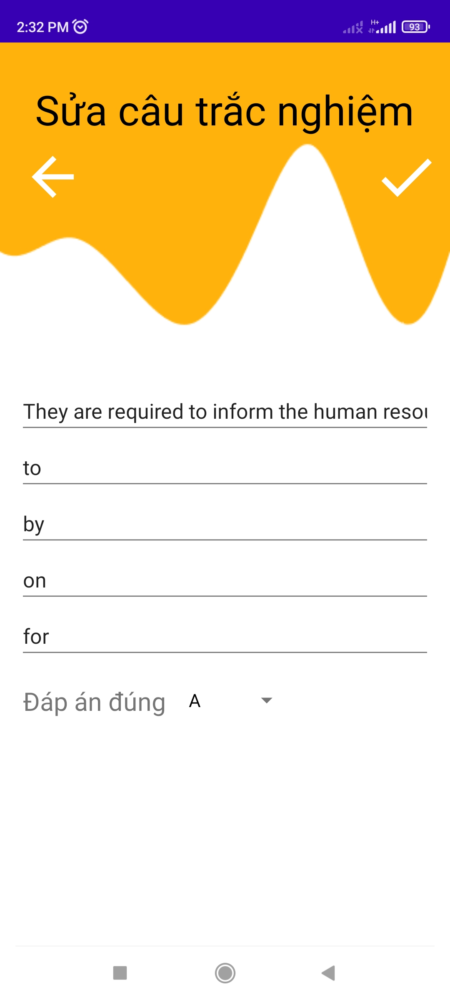 2:32 PM
H+
93
Sửa câu trắc nghiệm
They are required to inform the human resou
to
by
on
for
Đáp án đúng A